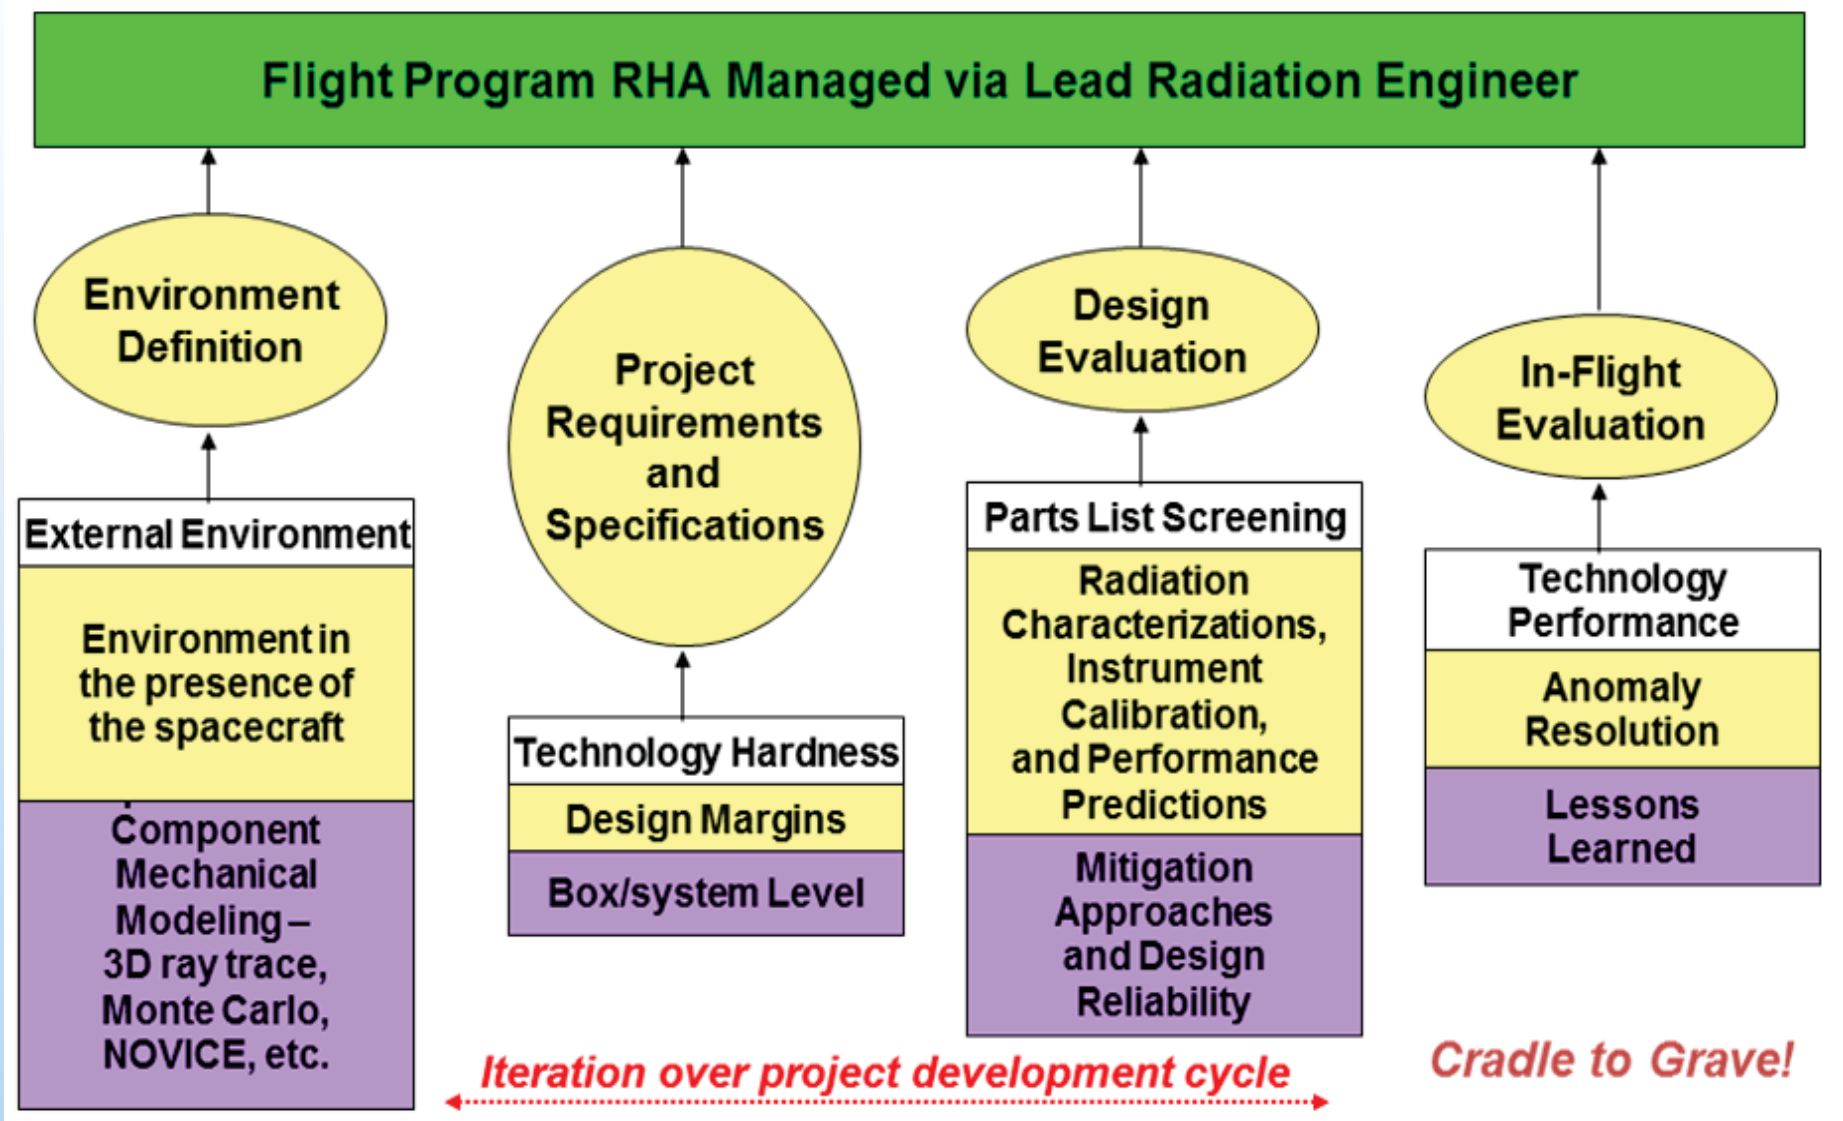 Flight Program RHA Managed via Lead Radiation Engineer
Environment
Definition
External Environment
Environment in
the presence of
the spacecraft
Component
Mechanical
Modeling –
3D ray trace,
Monte Carlo,
NOVICE, etc.
Project
Requirements
and
Specifications
Technology Hardness
Design Margins
Box/system Level
Design
Evaluation
Parts List Screening
Radiation
Characterizations,
Instrument
Calibration,
and Performance
Predictions
Mitigation
Approaches
and Design
Reliability
In-Flight
Evaluation
Technology
Performance
Anomaly
Resolution
Lessons
Learned
Iteration over project development cycle
Cradle to Grave!